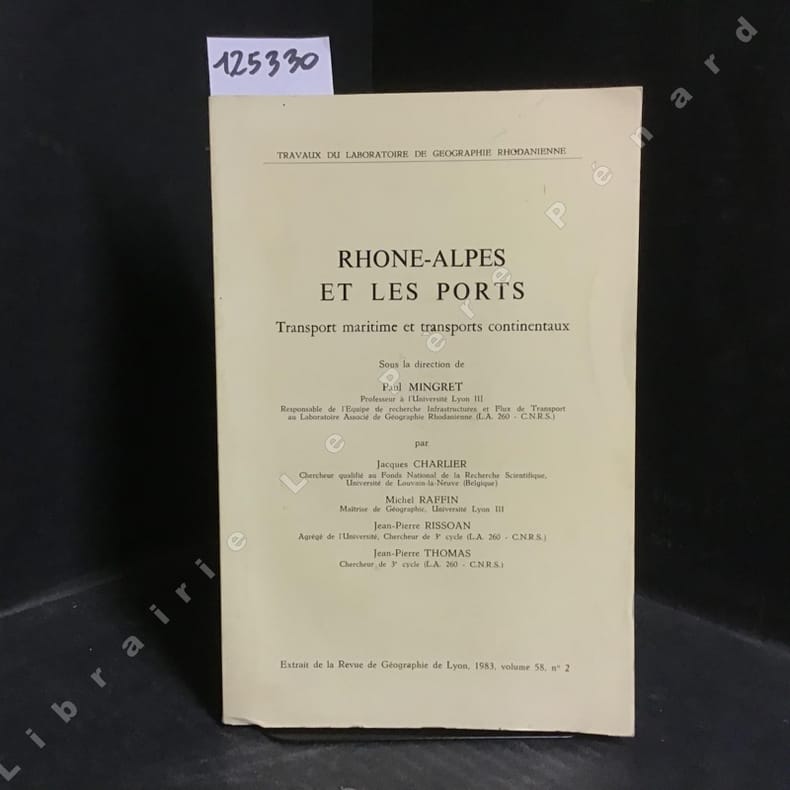 125330
TRAVAUX DU LABORATOIRE DE GEOGRAPHIE RHODANIENNE
RHONE-ALPES
ET LES PORTS
Transport maritime et transports continentaux
Sous la direction de
Paul MINGRET
Professeur à l'Université Lyon III
Responsable de l'Equipe de recherche Infrastructures et Flux de Transport
au Laboratoire Associé de Géographie Rhodanienne (L.A. 260 - C.N.R.S.)
par
Jacques CHARLIER
Chercheur qualifié au Fonds National de la Recherche Scientifique,
Université de Louvain-la-Neuve (Belgique)
Michel RAFFIN
Maîtrise de Géographie, Université Lyon III
Jean-Pierre RISSOAN
Agrégé de l'Université, Chercheur de 3e cycle (L.A. 260 - C.N.R.S.)
Jean-Pierre THOMAS
Chercheur de 3e cycle (L.A. 260 - C.N.R.S.)
Extrait de la Revue de Géographie de Lyon, 1983, volume 58, n° 2
Librairie Le Père Pénard